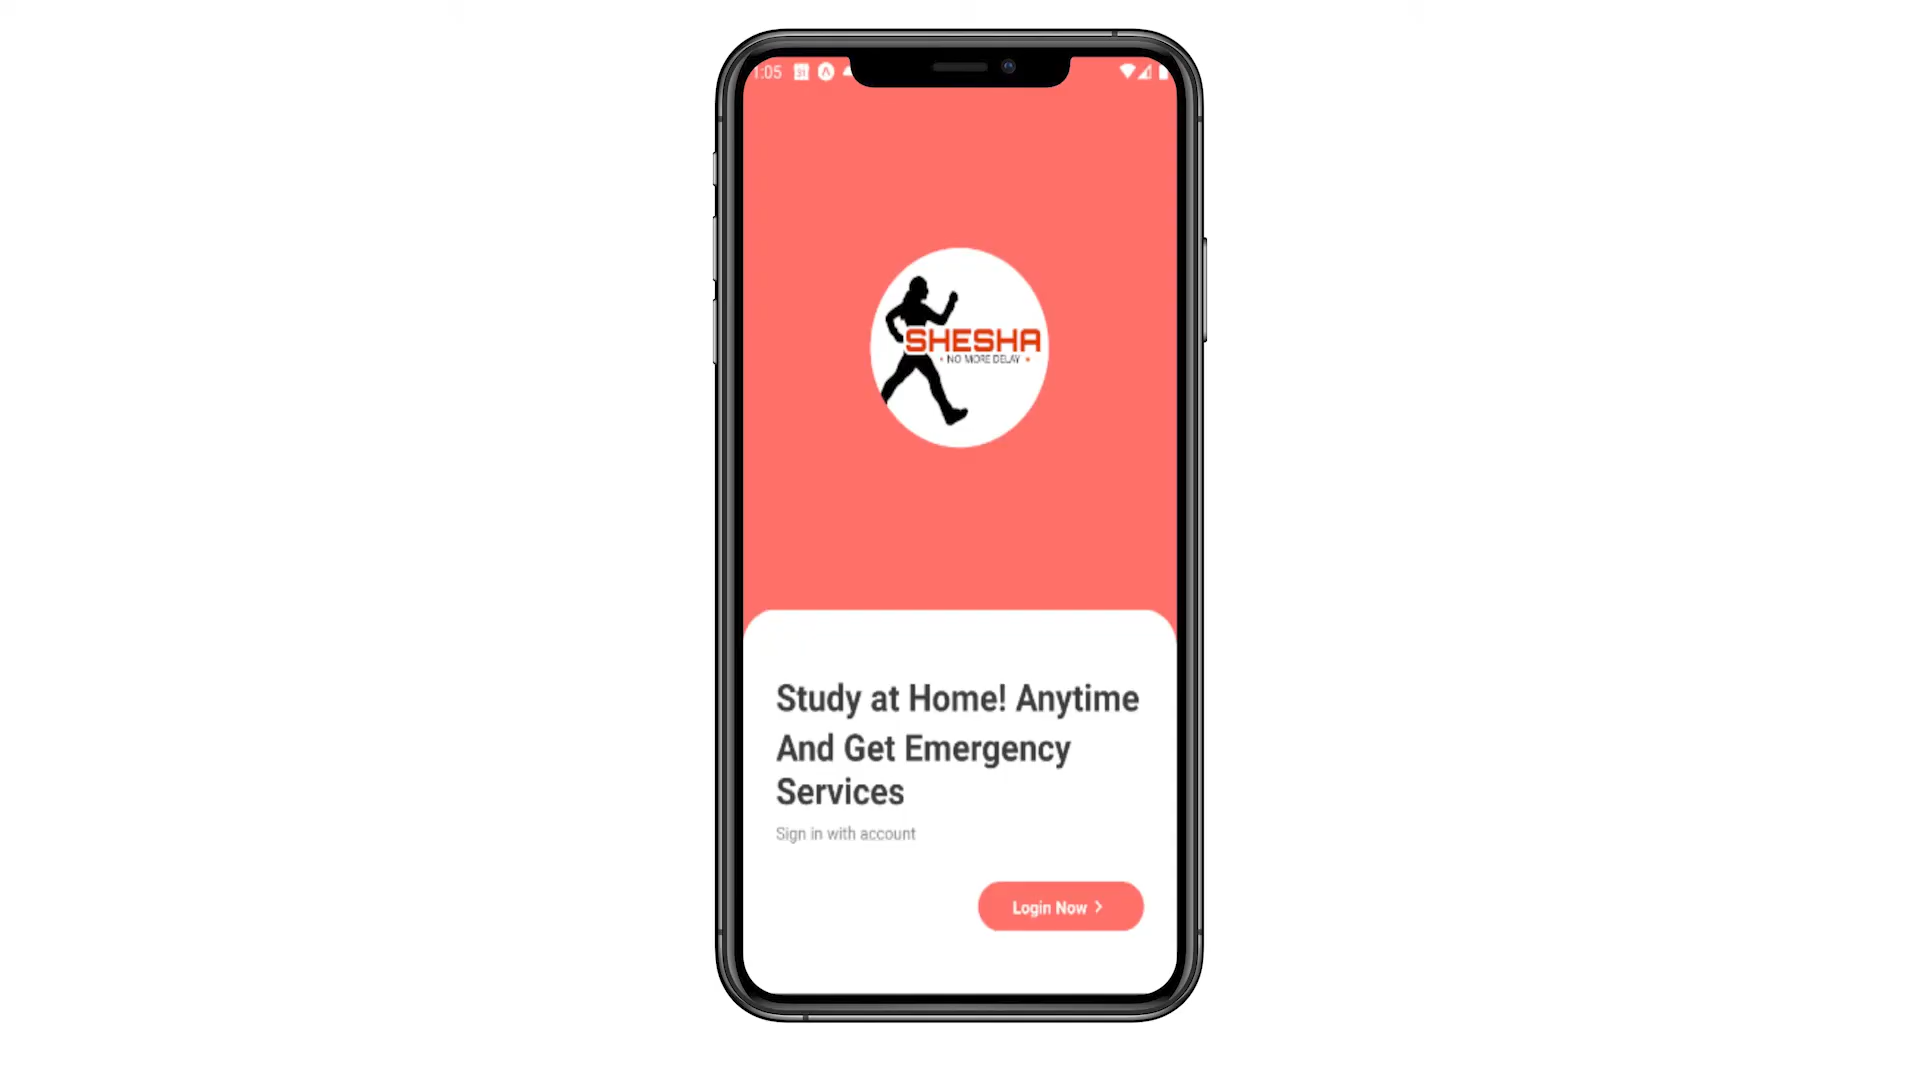 1:05
31
SHESHA
• NO MORE DELAY •
Study at Home! Anytime
And Get Emergency
Services
Sign in with account
Login Now >